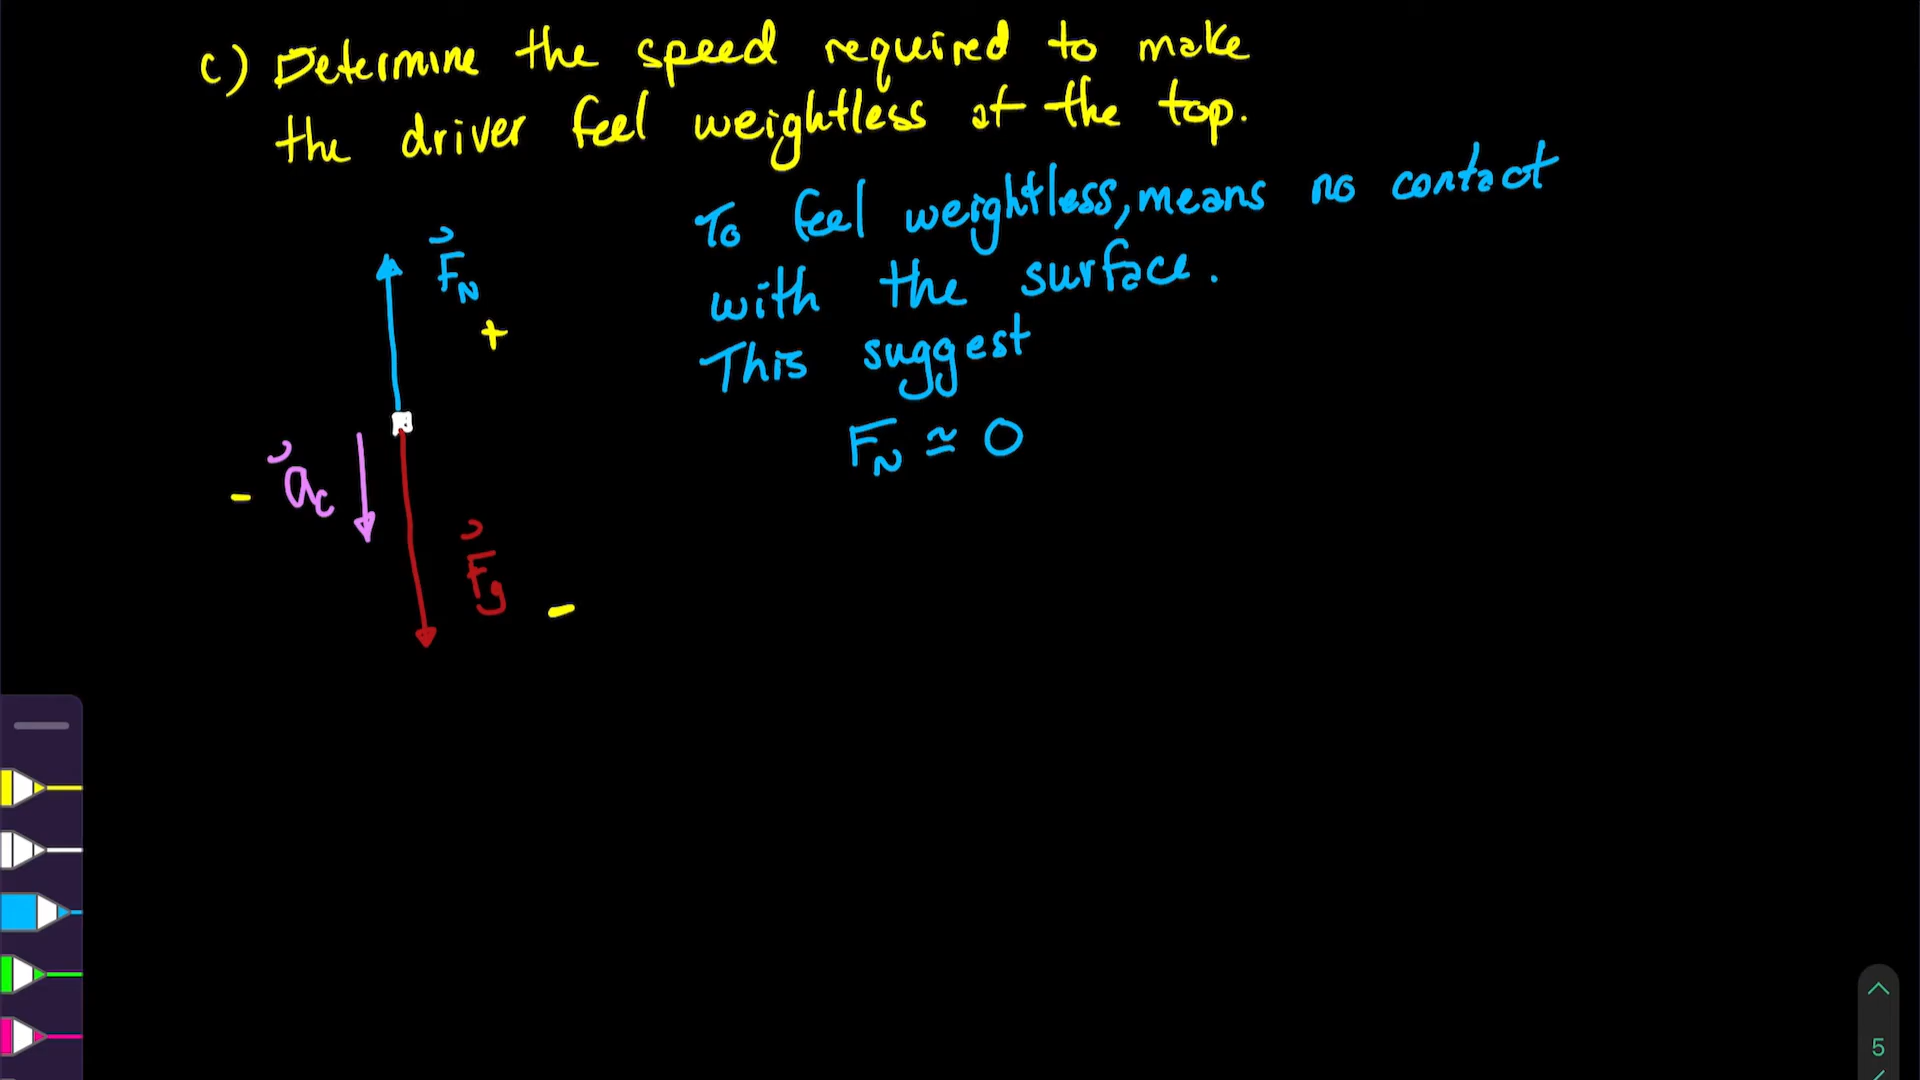 c) Determine the speed required to make
the driver feel weightless at the top.
To feel weightless, means no contact
with the surface.
This suggest
F_N ≃ 0
F_N
+
- a_c
F_g
-
5